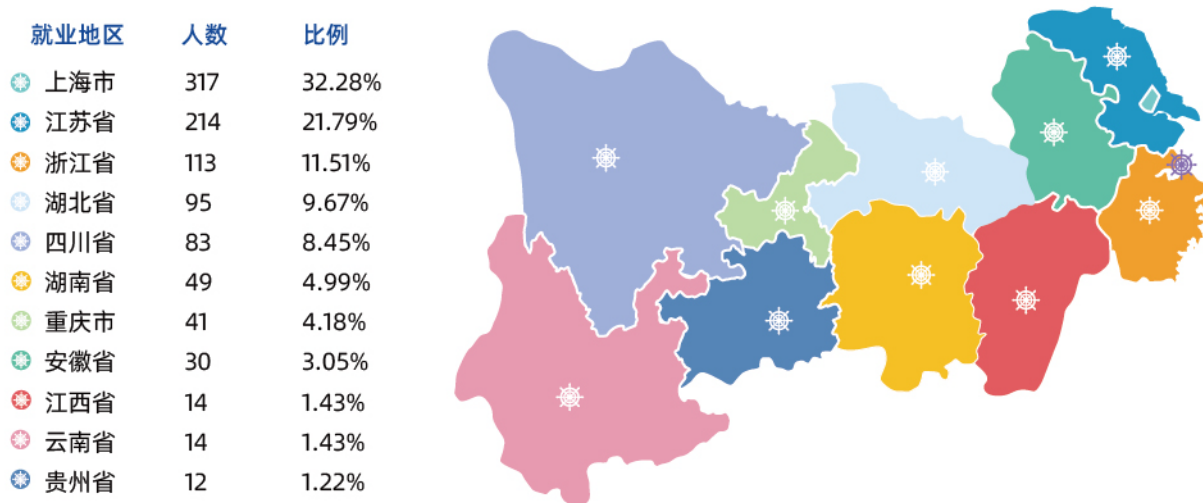 就业地区 人数 比例
上海市 317 32.28%
江苏省 214 21.79%
浙江省 113 11.51%
湖北省 95 9.67%
四川省 83 8.45%
湖南省 49 4.99%
重庆市 41 4.18%
安徽省 30 3.05%
江西省 14 1.43%
云南省 14 1.43%
贵州省 12 1.22%